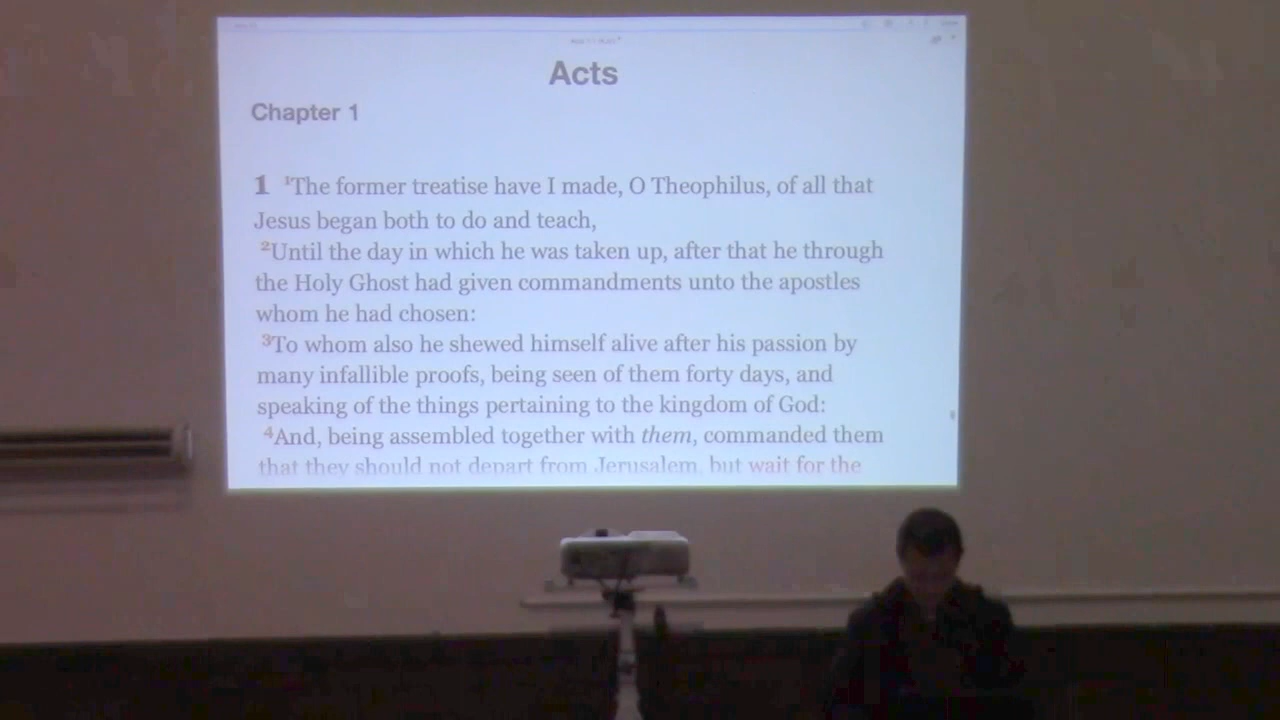 Acts
Chapter 1
1 1The former treatise have I made, O Theophilus, of all that
Jesus began both to do and teach,
2Until the day in which he was taken up, after that he through
the Holy Ghost had given commandments unto the apostles
whom he had chosen:
3To whom also he shewed himself alive after his passion by
many infallible proofs, being seen of them forty days, and
speaking of the things pertaining to the kingdom of God:
4And, being assembled together with them, commanded them
that they should not depart from Jerusalem, but wait for the